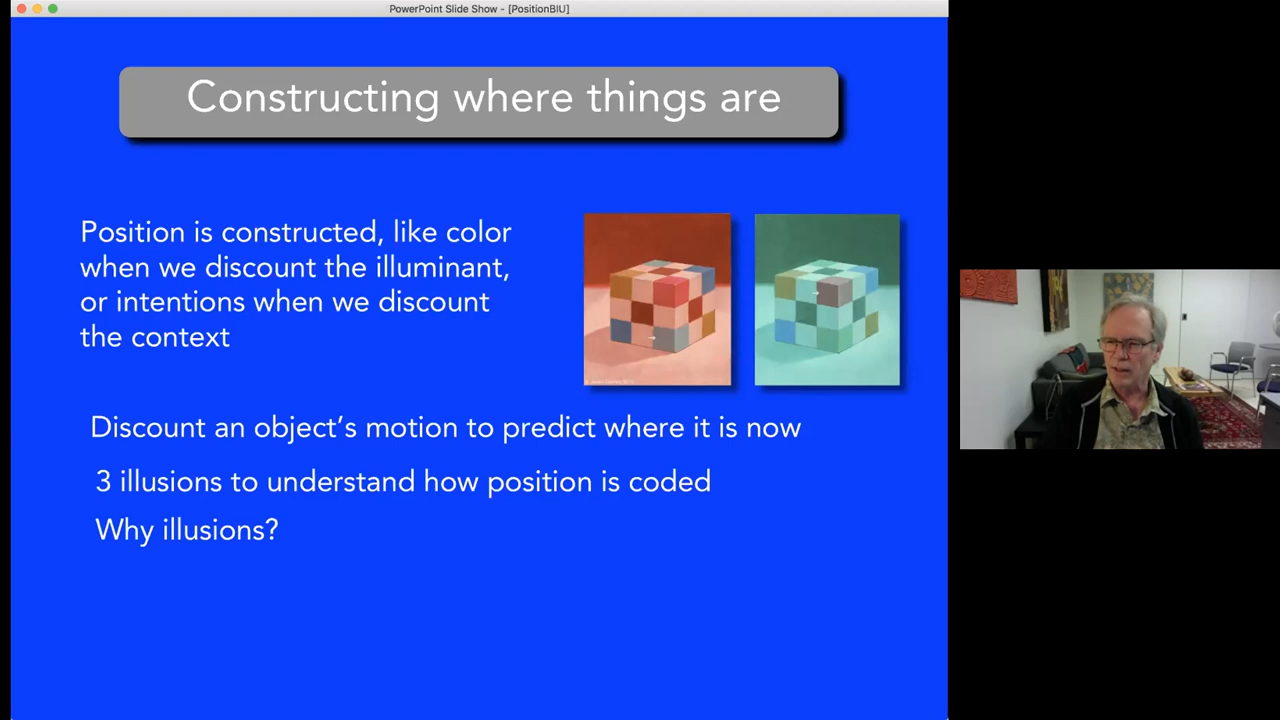 PowerPoint Slide Show - [PositionBIU]
Constructing where things are
Position is constructed, like color
when we discount the illuminant,
or intentions when we discount
the context
Discount an object’s motion to predict where it is now
3 illusions to understand how position is coded
Why illusions?